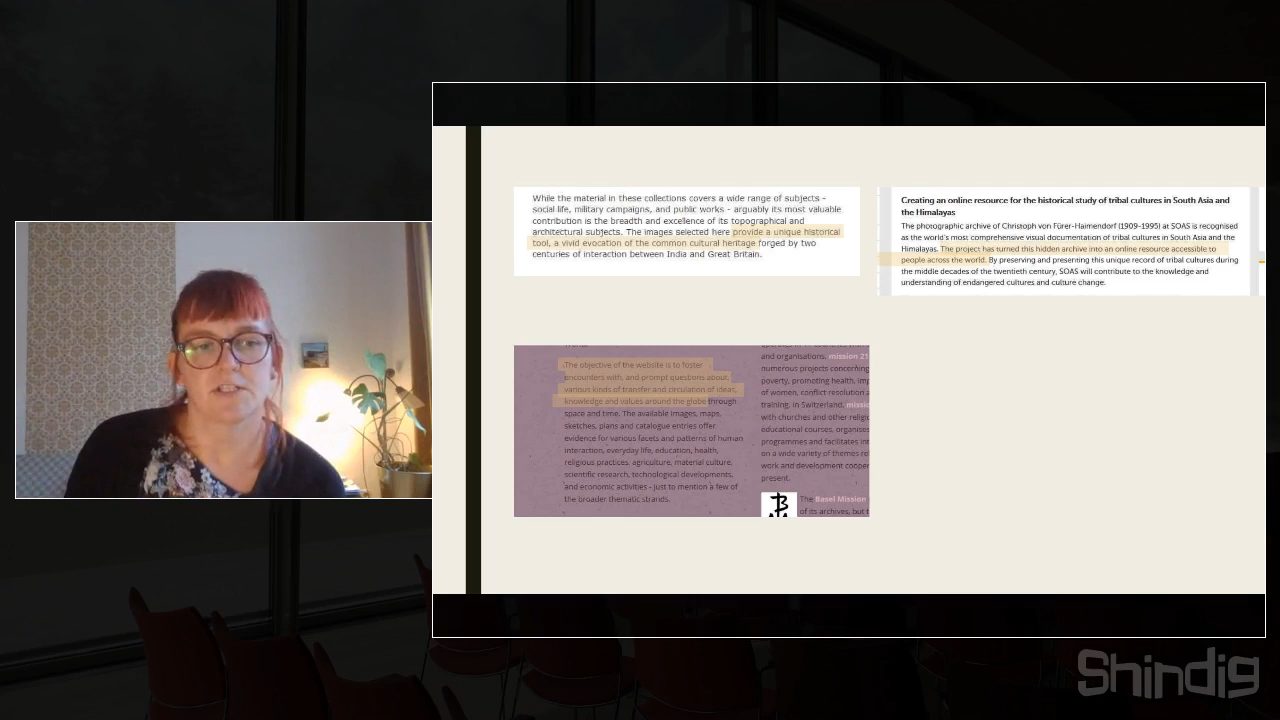 While the material in these collections covers a wide range of subjects -
social life, military campaigns, and public works - arguably its most valuable
contribution is the breadth and excellence of its topographical and
architectural subjects. The images selected here provide a unique historical
tool, a vivid evocation of the common cultural heritage forged by two
centuries of interaction between India and Great Britain.
Creating an online resource for the historical study of tribal cultures in South Asia and
the Himalayas
The photographic archive of Christoph von Fürer-Haimendorf (1909-1995) at SOAS is recognised
as the world's most comprehensive visual documentation of tribal cultures in South Asia and the
Himalayas. The project has turned this hidden archive into an online resource accessible to
people across the world. By preserving and presenting this unique record of tribal cultures during
the middle decades of the twentieth century, SOAS will contribute to the knowledge and
understanding of endangered cultures and culture change.
The objective of the website is to foster
encounters with, and prompt questions about,
various kinds of transfer and circulation of ideas,
knowledge and values around the globe through
space and time. The available images, maps,
sketches, plans and catalogue entries offer
evidence for various facets and patterns of human
interaction, everyday life, education, health,
religious practices, agriculture, material culture,
scientific research, technological developments,
and economic activities - just to mention a few of
the broader thematic strands.
and organisations. mission 21
numerous projects concerning
poverty, promoting health, imp
of women, conflict resolution a
training. In Switzerland, missio
with churches and other religio
educational courses, organises
programmes and facilitates int
on a wide variety of themes re
work and development cooper
present.
The Basel Mission
of its archives, but t
Shindig